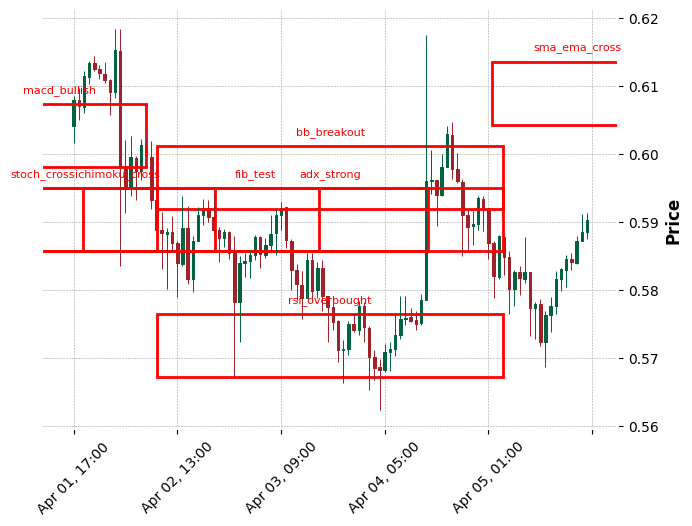 0.62
sma_ema_cross
0.61
macd_bullish
bb_breakout
0.60
stoch_crossichimoku_cross
fib_test
adx_strong
0.59
Price
0.58
rsi_overbought
0.57
0.56
Apr 01, 17:00
Apr 02, 13:00
Apr 03, 09:00
Apr 04, 05:00
Apr 05, 01:00